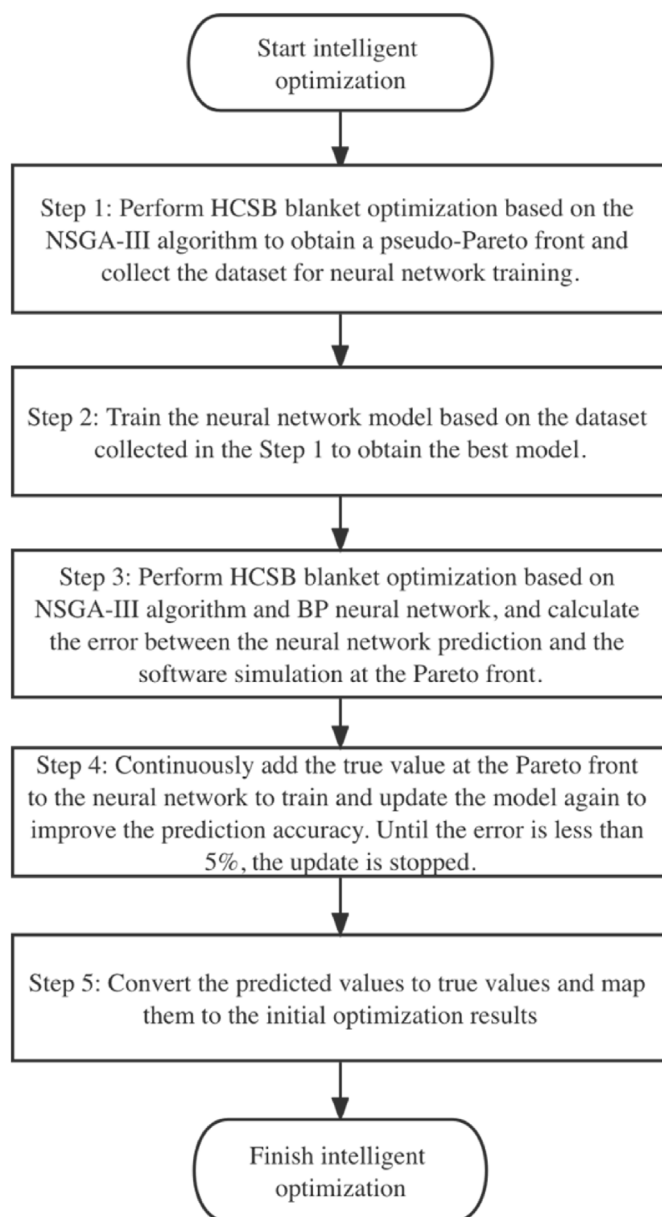 Start intelligent
optimization
Step 1: Perform HCSB blanket optimization based on the
NSGA-III algorithm to obtain a pseudo-Pareto front and
collect the dataset for neural network training.
Step 2: Train the neural network model based on the dataset
collected in the Step 1 to obtain the best model.
Step 3: Perform HCSB blanket optimization based on
NSGA-III algorithm and BP neural network, and calculate
the error between the neural network prediction and the
software simulation at the Pareto front.
Step 4: Continuously add the true value at the Pareto front
to the neural network to train and update the model again to
improve the prediction accuracy. Until the error is less than
5%, the update is stopped.
Step 5: Convert the predicted values to true values and map
them to the initial optimization results
Finish intelligent
optimization